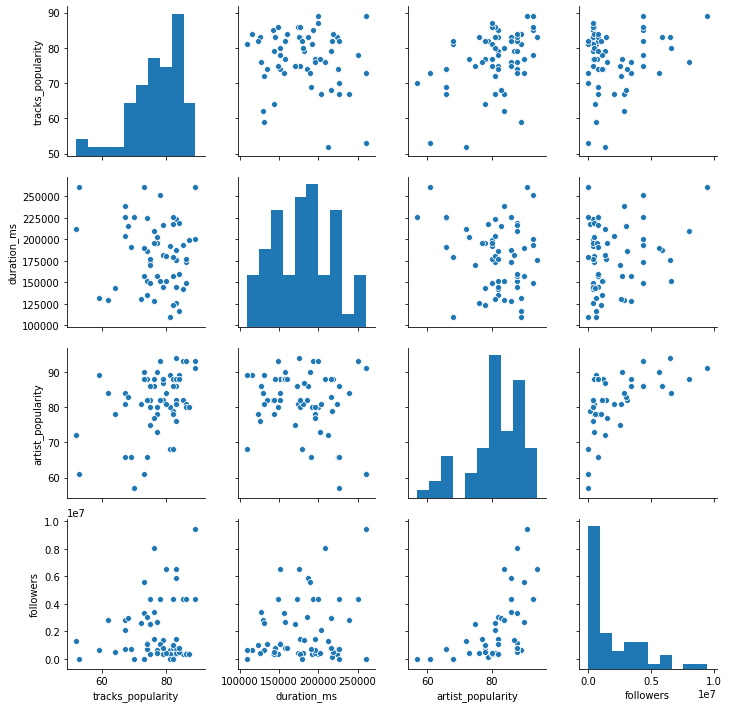 90
80
70
60
50
tracks_popularity
250000
225000
200000
175000
150000
125000
100000
duration_ms
90
80
70
60
artist_popularity
1e7
1.0
0.8
0.6
0.4
0.2
0.0
followers
60 80
tracks_popularity
100000 150000 200000 250000
duration_ms
60 80
artist_popularity
0.0 0.5 1.0
followers 1e7